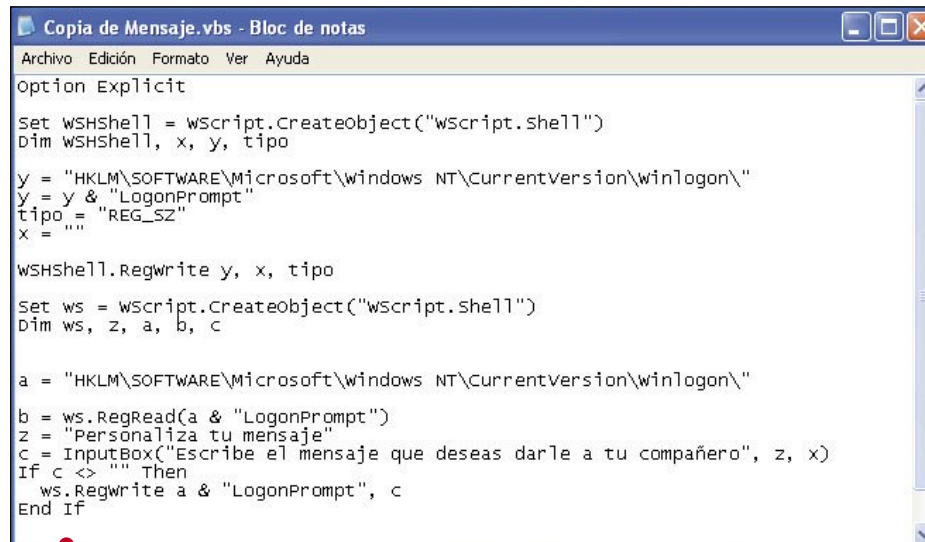 Copia de Mensaje.vbs - Bloc de notas
Archivo Edición Formato Ver Ayuda
Option Explicit
Set WSHShell = WScript.CreateObject("WScript.Shell")
Dim WSHShell, x, y, tipo
y = "HKLM\SOFTWARE\Microsoft\Windows NT\CurrentVersion\Winlogon\"
y = y & "LogonPrompt"
tipo = "REG_SZ"
x = ""
WSHShell.RegWrite y, x, tipo
Set ws = WScript.CreateObject("WScript.Shell")
Dim ws, z, a, b, c
a = "HKLM\SOFTWARE\Microsoft\Windows NT\CurrentVersion\Winlogon\"
b = ws.RegRead(a & "LogonPrompt")
z = "Personaliza tu mensaje"
c = InputBox("Escribe el mensaje que deseas darle a tu compañero", z, x)
If c <> "" Then
ws.RegWrite a & "LogonPrompt", c
End If